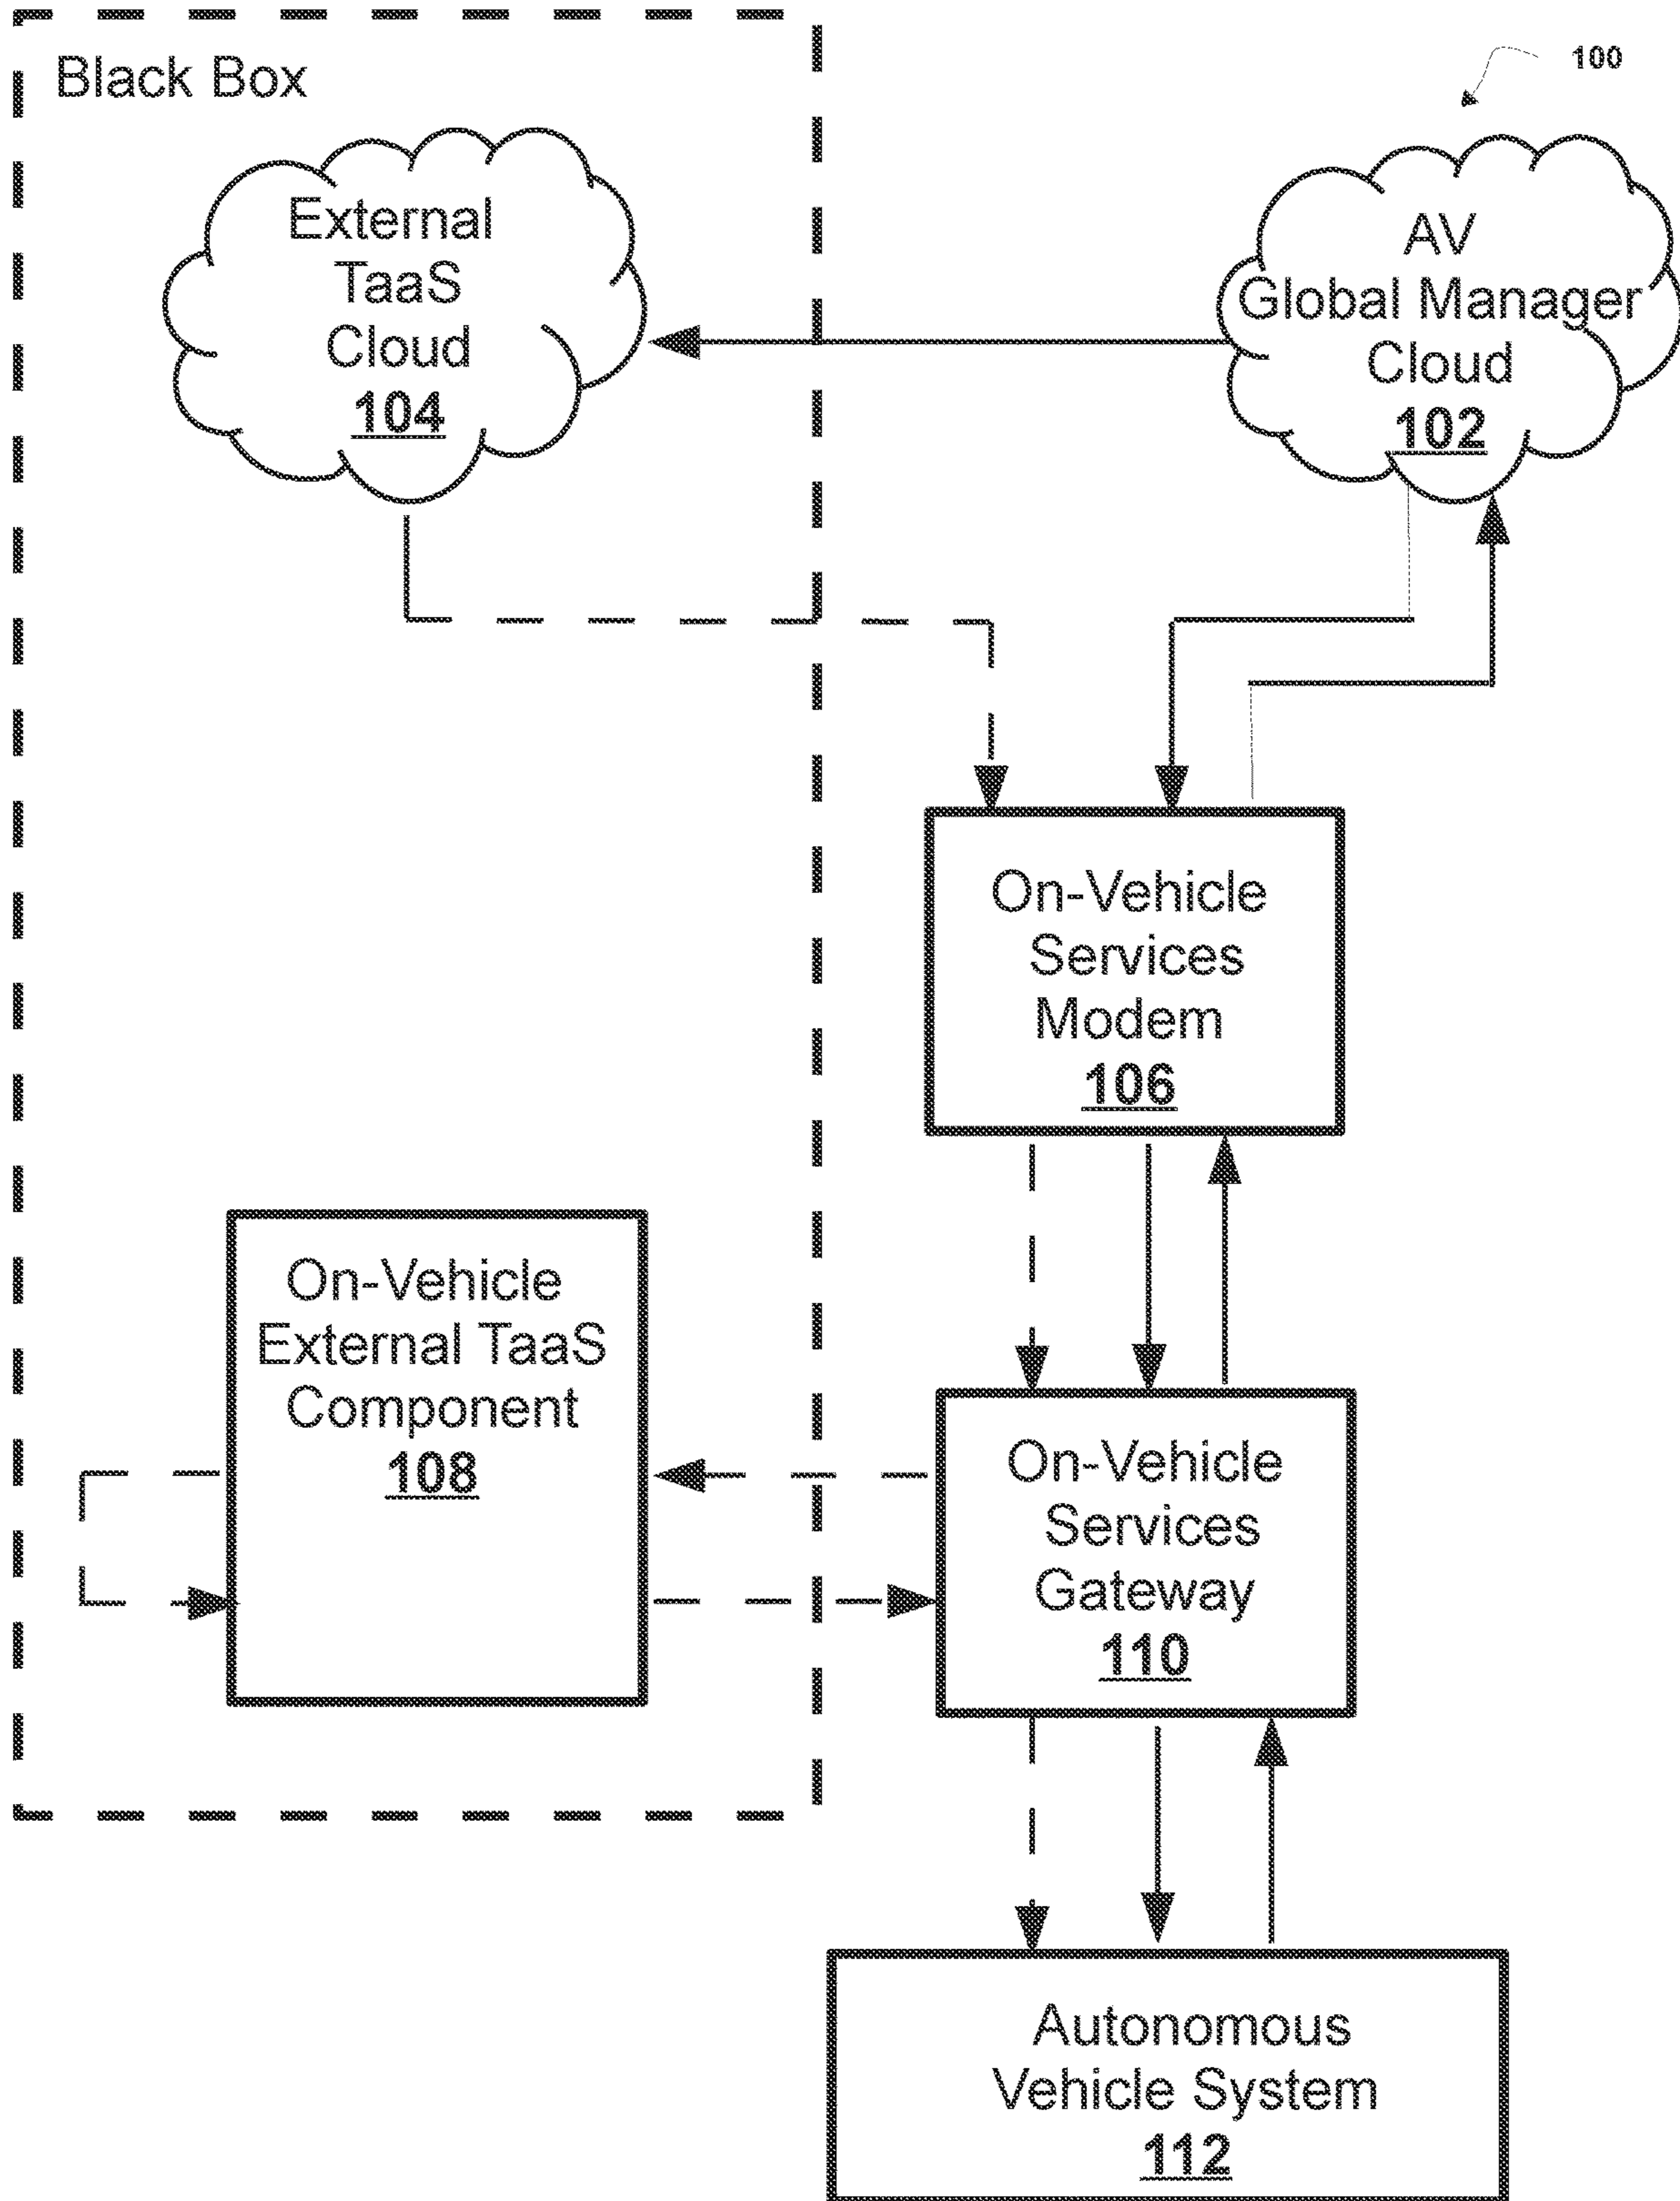 Black Box
100
External
TaaS
Cloud
104
AV
Global Manager
Cloud
102
On-Vehicle
Services
Modem
106
On-Vehicle
External TaaS
Component
108
On-Vehicle
Services
Gateway
110
Autonomous
Vehicle System
112